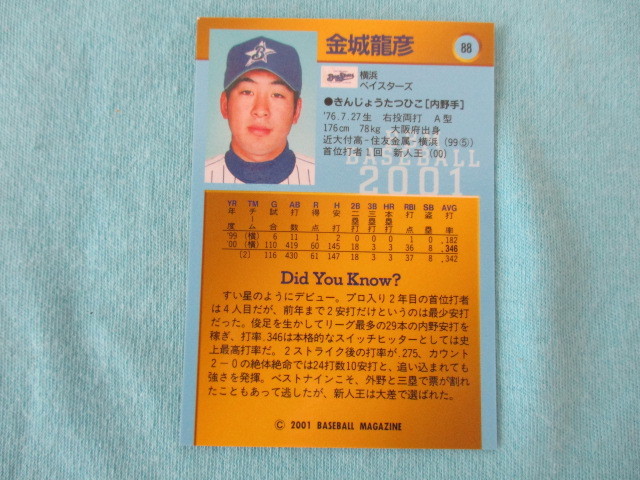 金城龍彦
88
横浜
ベイスターズ
●きんじょうたつひこ[内野手]
'76.7.27生 右投両打 A型
176cm 78kg 大阪府出身
近大付高-住友金属-横浜(99⑤)
首位打者1回 新人王(00)
BASEBALL
2001
YR TM G AB R H 2B 3B HR RBI SB AVG
年度 チーム 試合 打数 得点 安打 二塁打 三塁打 本塁打 打点 盗塁 打率
'99 (横) 6 11 1 2 0 0 0 1 0 .182
'00 (横) 110 419 60 145 18 3 3 36 8 .346
(2) 116 430 61 147 18 3 3 37 8 .342
Did You Know?
すい星のようにデビュー。プロ入り2年目の首位打者
は4人目だが、前年まで2安打だけというのは最少安打
だった。俊足を生かしてリーグ最多の29本の内野安打を
稼ぎ、打率.346は本格的なスイッチヒッターとしては史
上最高打率だ。2ストライク後の打率が.275、カウント
2-0の絶体絶命では24打数10安打と、追い込まれても
強さを発揮。ベストナインこそ、外野と三塁で票が割れ
たこともあって逃したが、新人王は大差で選ばれた。
© 2001 BASEBALL MAGAZINE